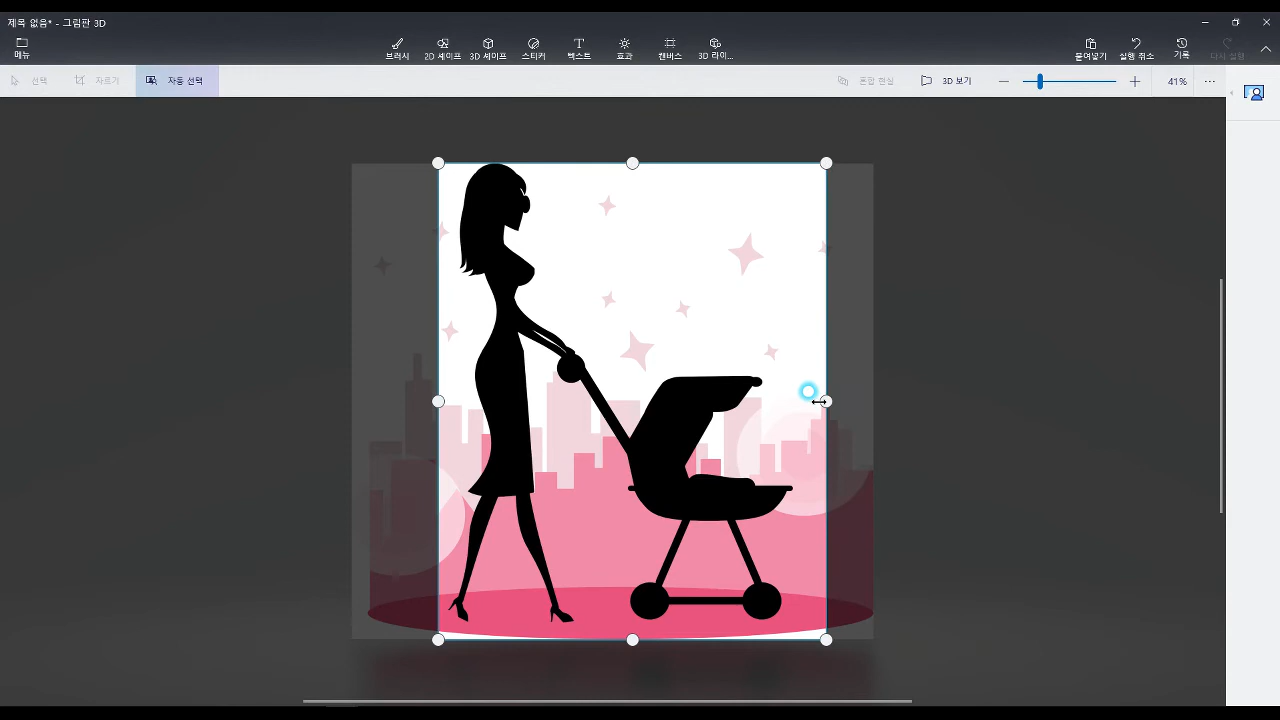 제목 없음* - 그림판 3D
메뉴
브러시
2D 셰이프
3D 셰이프
스티커
텍스트
효과
캔버스
3D 라이...
붙여넣기
실행 취소
기록
다시 실행
선택
자르기
자동 선택
혼합 현실
3D 보기
41%